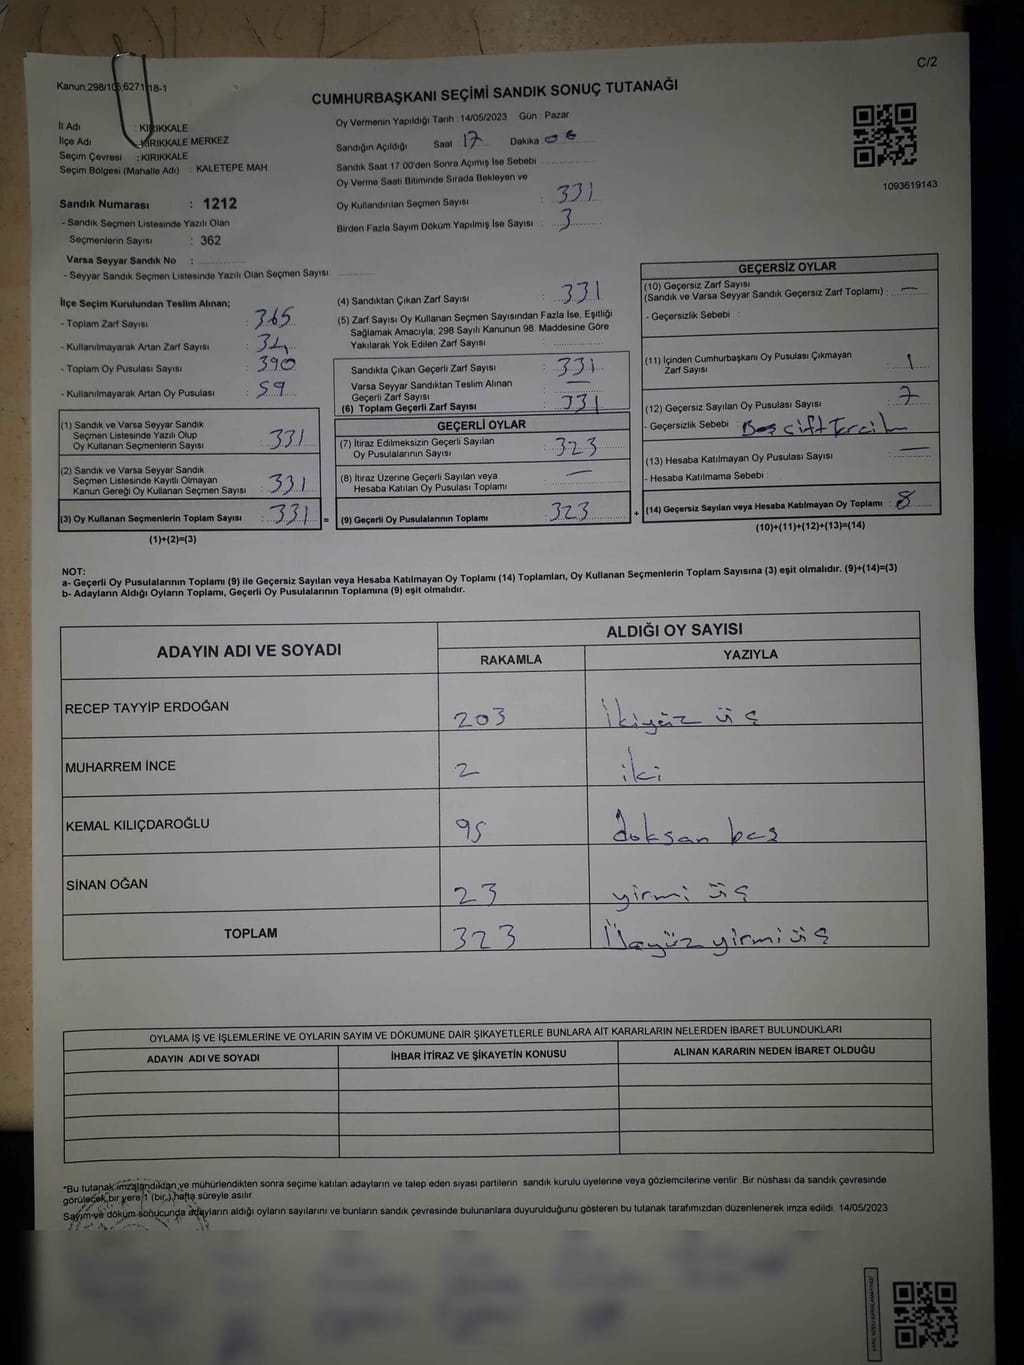 C/2
Kanun;298/105;6271/18-1
CUMHURBAŞKANI SEÇİMİ SANDIK SONUÇ TUTANAĞI
1093619143
İl Adı : KIRIKKALE
İlçe Adı : KIRIKKALE MERKEZ
Seçim Çevresi : KIRIKKALE
Seçim Bölgesi (Mahalle Adı) : KALETEPE MAH
Sandık Numarası : 1212
- Sandık Seçmen Listesinde Yazılı Olan
Seçmenlerin Sayısı : 362
Varsa Seyyar Sandık No :
- Seyyar Sandık Seçmen Listesinde Yazılı Olan Seçmen Sayısı
Oy Vermenin Yapıldığı Tarih : 14/05/2023 Gün : Pazar
Sandığın Açıldığı Saat 17 Dakika 06
Sandık Saat 17:00'den Sonra Açımış İse Sebebi
Oy Verme Saati Bitiminde Sırada Bekleyen ve
Oy Kullandırılan Seçmen Sayısı : 331
Birden Fazla Sayım Döküm Yapılmış İse Sayısı : 3
İlçe Seçim Kurulundan Teslim Alınan;
- Toplam Zarf Sayısı : 365
- Kullanılmayarak Artan Zarf Sayısı : 34
- Toplam Oy Pusulası Sayısı : 390
- Kullanılmayarak Artan Oy Pusulası : 59
(1) Sandık ve Varsa Seyyar Sandık
Seçmen Listesinde Yazılı Olup
Oy Kullanan Seçmenlerin Sayısı : 331
(2) Sandık ve Varsa Seyyar Sandık
Seçmen Listesinde Kayıtlı Olmayan
Kanun Gereği Oy Kullanan Seçmen Sayısı : 331
(3) Oy Kullanan Seçmenlerin Toplam Sayısı : 331 =
(1)+(2)=(3)
(4) Sandıktan Çıkan Zarf Sayısı : 331
(5) Zarf Sayısı Oy Kullanan Seçmen Sayısından Fazla İse, Eşitliği
Sağlamak Amacıyla, 298 Sayılı Kanunun 98. Maddesine Göre
Yakılarak Yok Edilen Zarf Sayısı :
Sandıkta Çıkan Geçerli Zarf Sayısı : 331
Varsa Seyyar Sandıktan Teslim Alınan
Geçerli Zarf Sayısı : —
(6) Toplam Geçerli Zarf Sayısı : 331
GEÇERLİ OYLAR
(7) İtiraz Edilmeksizin Geçerli Sayılan
Oy Pusulalarının Sayısı : 323
(8) İtiraz Üzerine Geçerli Sayılan veya
Hesaba Katılan Oy Pusulası Toplamı : —
(9) Geçerli Oy Pusulalarının Toplamı : 323 +
GEÇERSİZ OYLAR
(10) Geçersiz Zarf Sayısı
(Sandık ve Varsa Seyyar Sandık Geçersiz Zarf Toplamı) : —
- Geçersizlik Sebebi :
(11) İçinden Cumhurbaşkanı Oy Pusulası Çıkmayan
Zarf Sayısı : 1
(12) Geçersiz Sayılan Oy Pusulası Sayısı : 7
- Geçersizlik Sebebi : Boş çift Tercih
(13) Hesaba Katılmayan Oy Pusulası Sayısı : —
- Hesaba Katılmama Sebebi :
(14) Geçersiz Sayılan veya Hesaba Katılmayan Oy Toplamı : 8
(10)+(11)+(12)+(13)=(14)
NOT:
a- Geçerli Oy Pusulalarının Toplamı (9) ile Geçersiz Sayılan veya Hesaba Katılmayan Oy Toplamı (14) Toplamları, Oy Kullanan Seçmenlerin Toplam Sayısına (3) eşit olmalıdır. (9)+(14)=(3)
b- Adayların Aldığı Oyların Toplamı, Geçerli Oy Pusulalarının Toplamına (9) eşit olmalıdır.
ADAYIN ADI VE SOYADI ALDIĞI OY SAYISI
RAKAMLA YAZIYLA
RECEP TAYYİP ERDOĞAN 203 İkiyüz üç
MUHARREM İNCE 2 iki
KEMAL KILIÇDAROĞLU 95 doksan beş
SİNAN OĞAN 23 yirmi üç
TOPLAM 323 Üçyüz yirmi üç
OYLAMA İŞ VE İŞLEMLERİNE VE OYLARIN SAYIM VE DÖKÜMÜNE DAİR ŞİKAYETLERLE BUNLARA AİT KARARLARIN NELERDEN İBARET BULUNDUKLARI
ADAYIN ADI VE SOYADI İHBAR İTİRAZ VE ŞİKAYETİN KONUSU ALINAN KARARIN NEDEN İBARET OLDUĞU
*Bu tutanak imzalandıktan ve mühürlendikten sonra seçime katılan adayların ve talep eden siyasi partilerin sandık kurulu üyelerine veya gözlemcilerine verilir. Bir nüshası da sandık çevresinde
görülecek bir yere 1 (bir) hafta süreyle asılır.
Sayım ve döküm sonucunda adayların aldığı oyların sayılarını ve bunların sandık çevresinde bulunanlara duyurulduğunu gösteren bu tutanak tarafımızdan düzenlenerek imza edildi. 14/05/2023